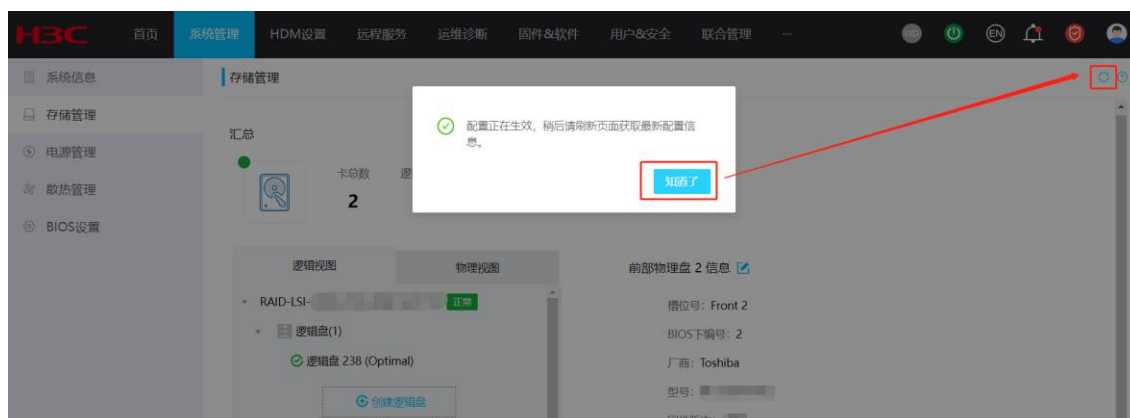 H3C 首页 系统管理 HDM设置 远程服务 运维诊断 固件&软件 用户&安全 联合管理 ... UID EN
系统信息
存储管理
电源管理
散热管理
BIOS设置
存储管理
汇总
卡总数 逻
2
配置正在生效，稍后请刷新页面获取最新配置信
息。
知道了
逻辑视图 物理视图
RAID-LSI- 正常
逻辑盘(1)
逻辑盘 238 (Optimal)
创建逻辑盘
前部物理盘 2 信息
槽位号: Front 2
BIOS下编号: 2
厂商: Toshiba
型号: